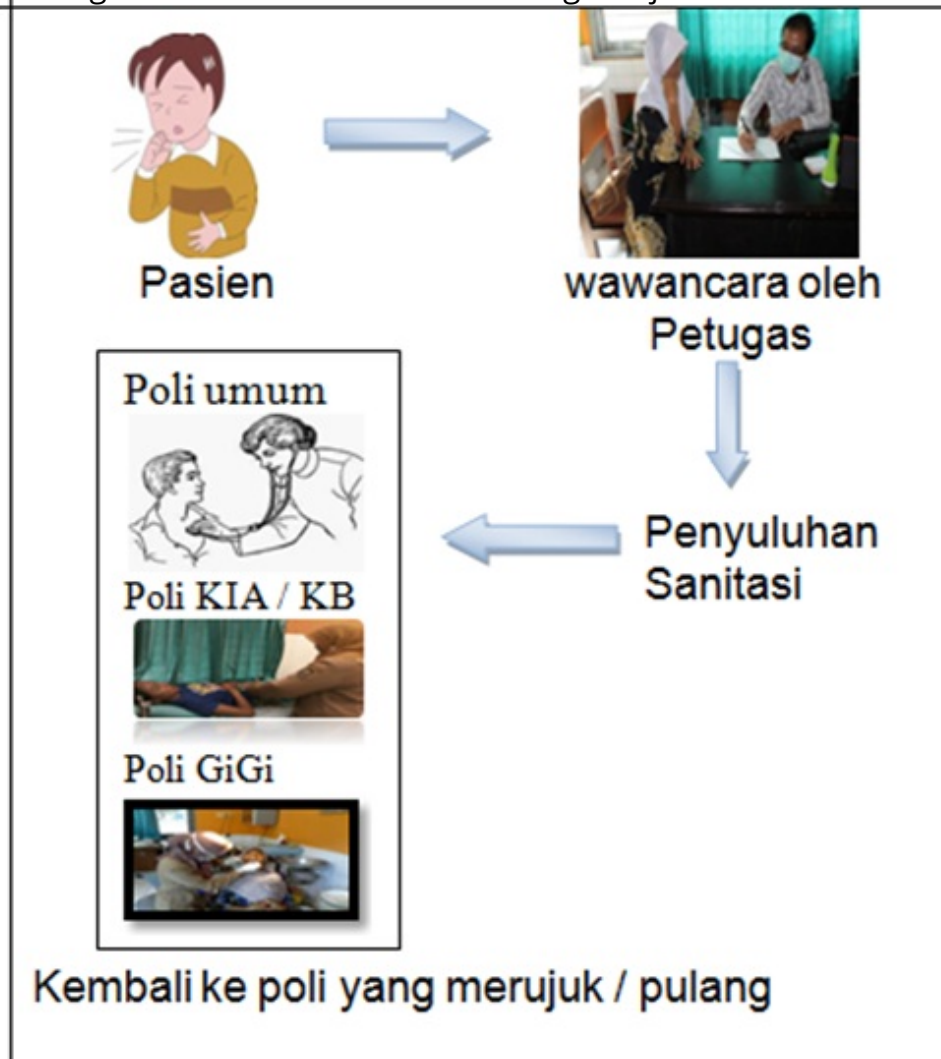 Pasien
wawancara oleh
Petugas
Penyuluhan
Sanitasi
Poli umum
Poli KIA / KB
Poli GiGi
Kembali ke poli yang merujuk / pulang